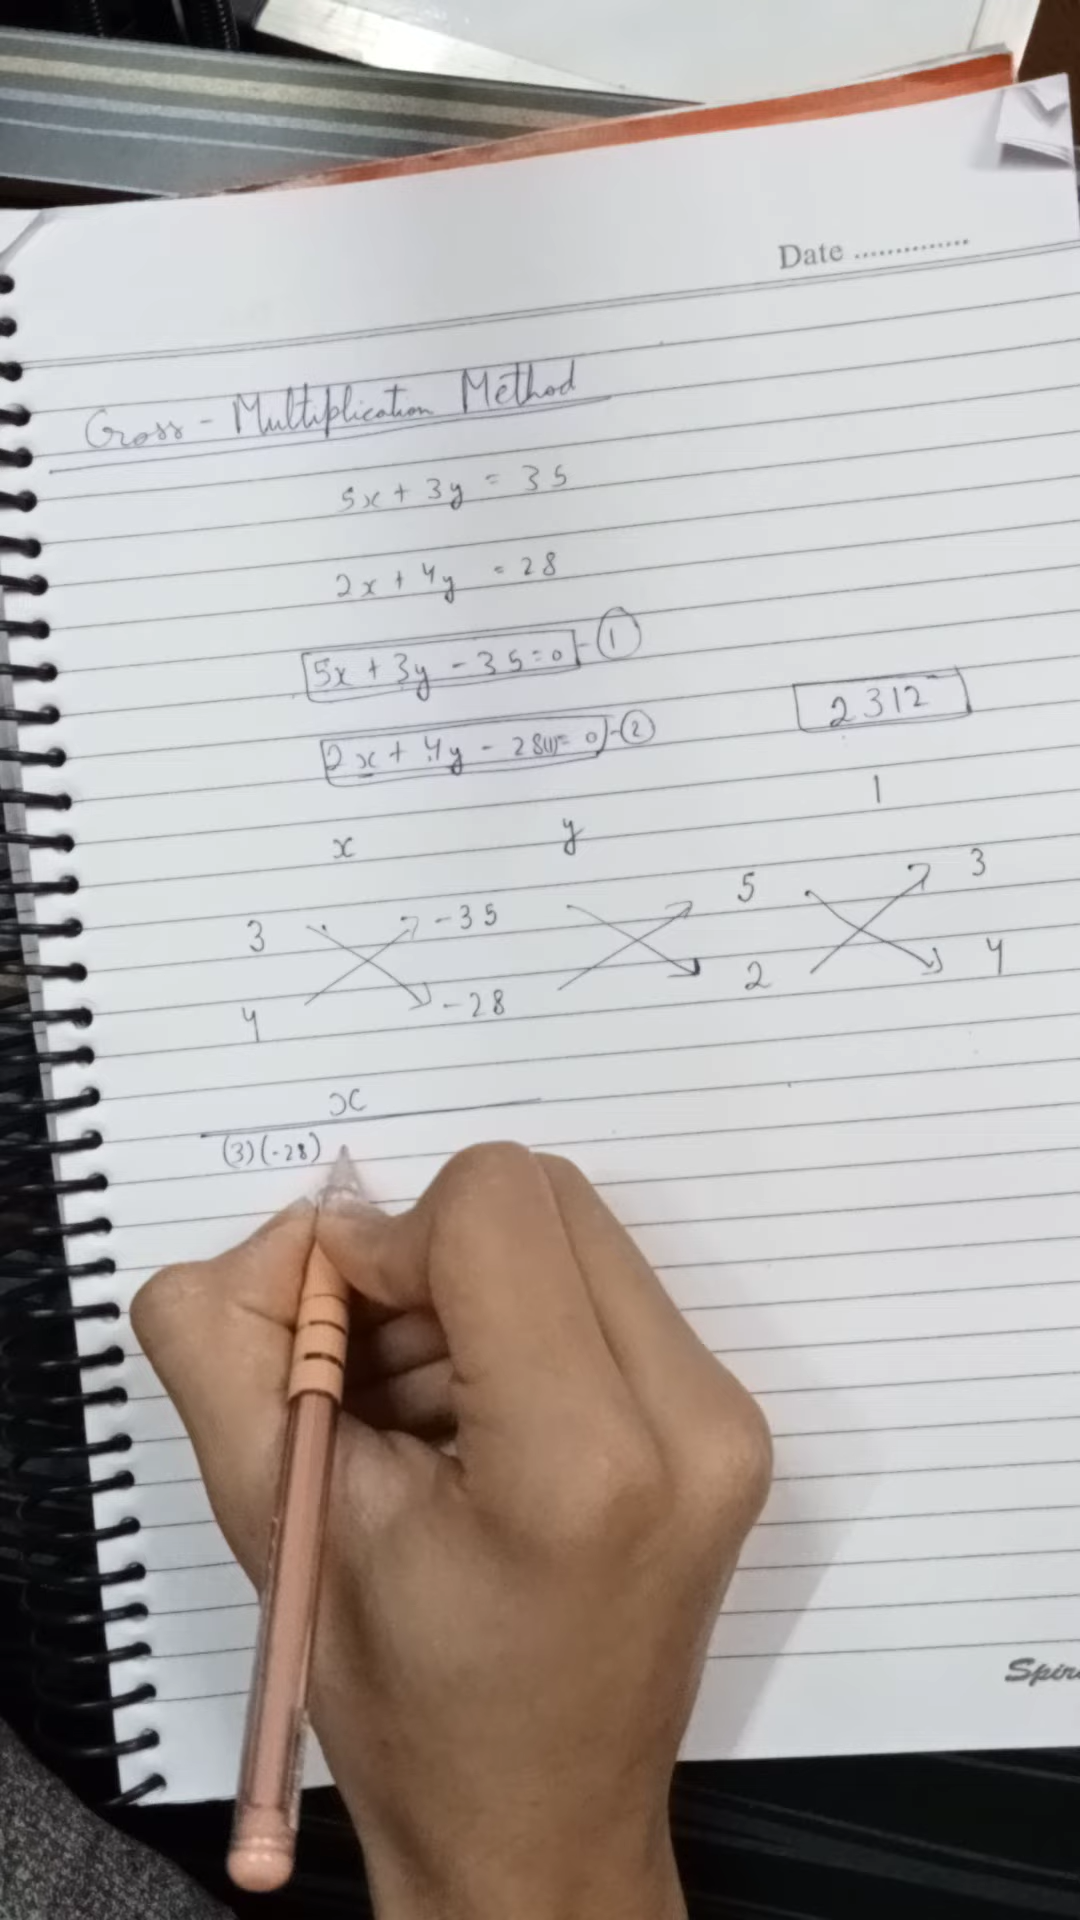 Date ..............
Cross - Multiplication Method
5x + 3y = 35
2x + 4y = 28
5x + 3y - 35 = 0 - 1
2x + 4y - 28 = 0 - 2
2312
x y 1
3 -35 5 3
4 -28 2 4
x
(3)(-28)